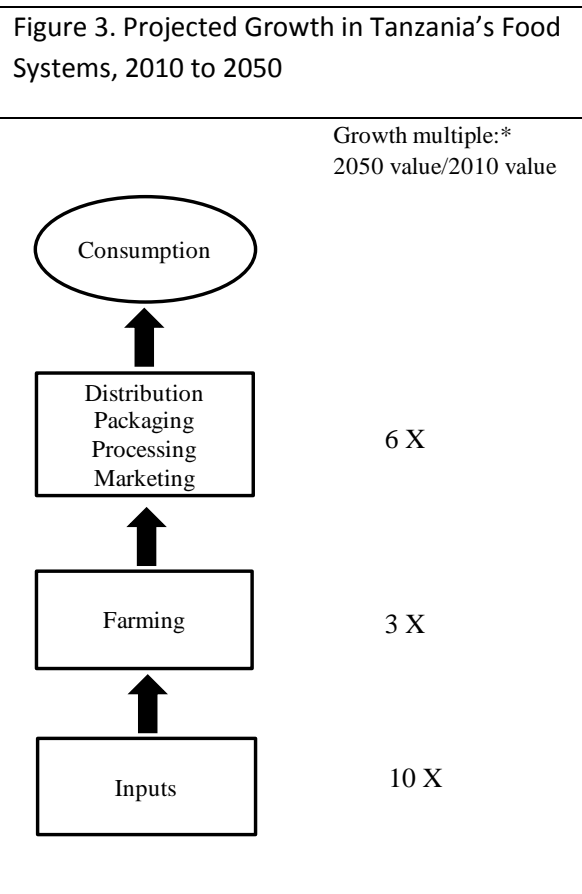 Figure 3. Projected Growth in Tanzania’s Food
Systems, 2010 to 2050
Growth multiple:*
2050 value/2010 value
Consumption
Distribution
Packaging
Processing
Marketing
6 X
Farming
3 X
Inputs
10 X